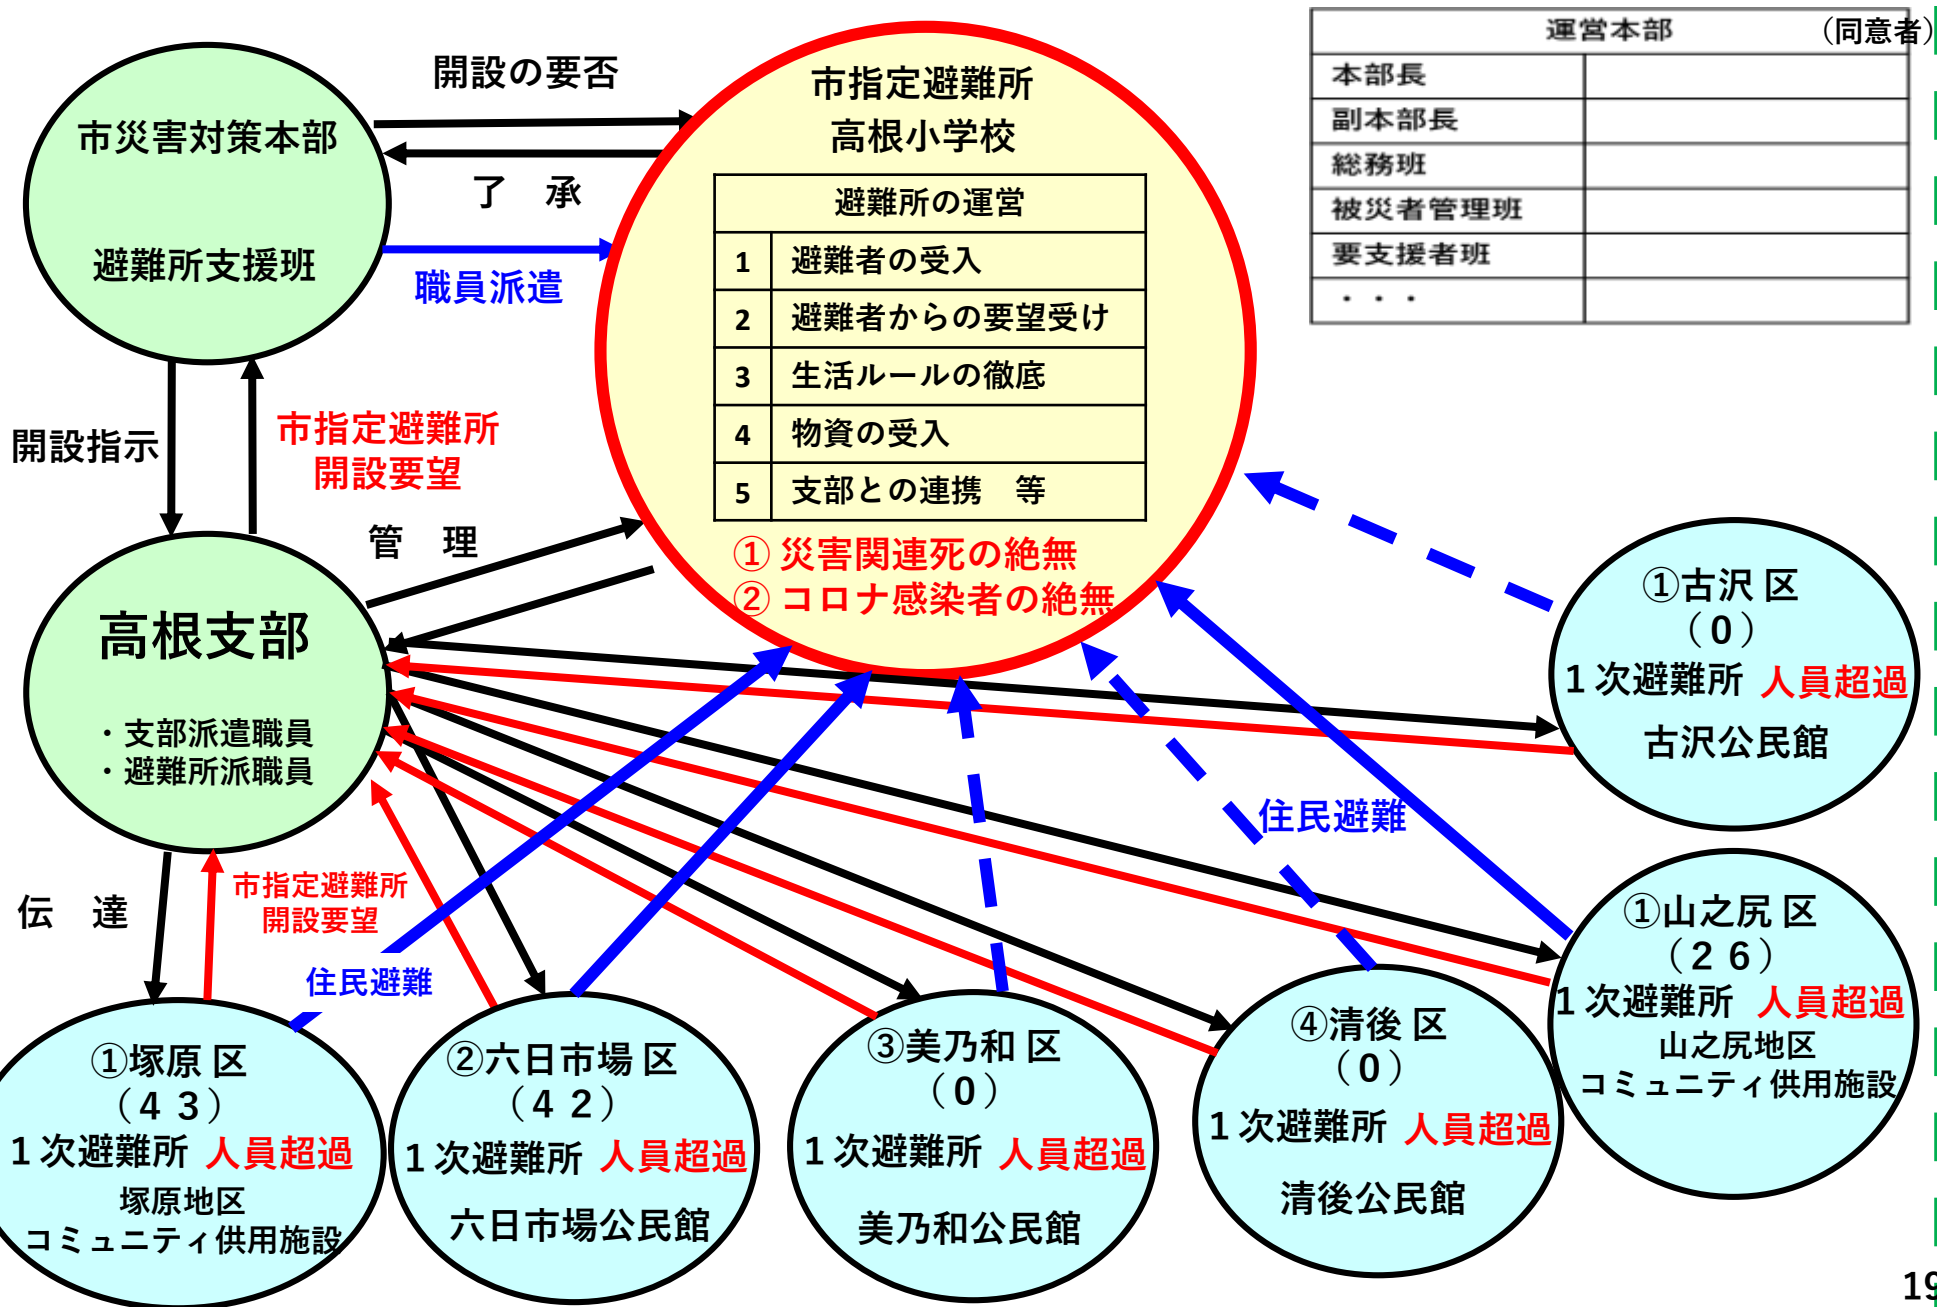 開設の要否
市災害対策本部
避難所支援班
了　承
職員派遣
市指定避難所
高根小学校
避難所の運営
1 避難者の受入
2 避難者からの要望受け
3 生活ルールの徹底
4 物資の受入
5 支部との連携　等
① 災害関連死の絶無
② コロナ感染者の絶無
運営本部
（同意者）
本部長
副本部長
総務班
被災者管理班
要支援者班
・・・
開設指示
市指定避難所
開設要望
管　理
高根支部
・支部派遣職員
・避難所派職員
伝　達
市指定避難所
開設要望
住民避難
住民避難
①古沢 区
（０）
１次避難所 人員超過
古沢公民館
①山之尻 区
（２６）
１次避難所 人員超過
山之尻地区
コミュニティ供用施設
①塚原 区
（４３）
１次避難所 人員超過
塚原地区
コミュニティ供用施設
②六日市場 区
（４２）
１次避難所 人員超過
六日市場公民館
③美乃和 区
（０）
１次避難所 人員超過
美乃和公民館
④清後 区
（０）
１次避難所 人員超過
清後公民館
19